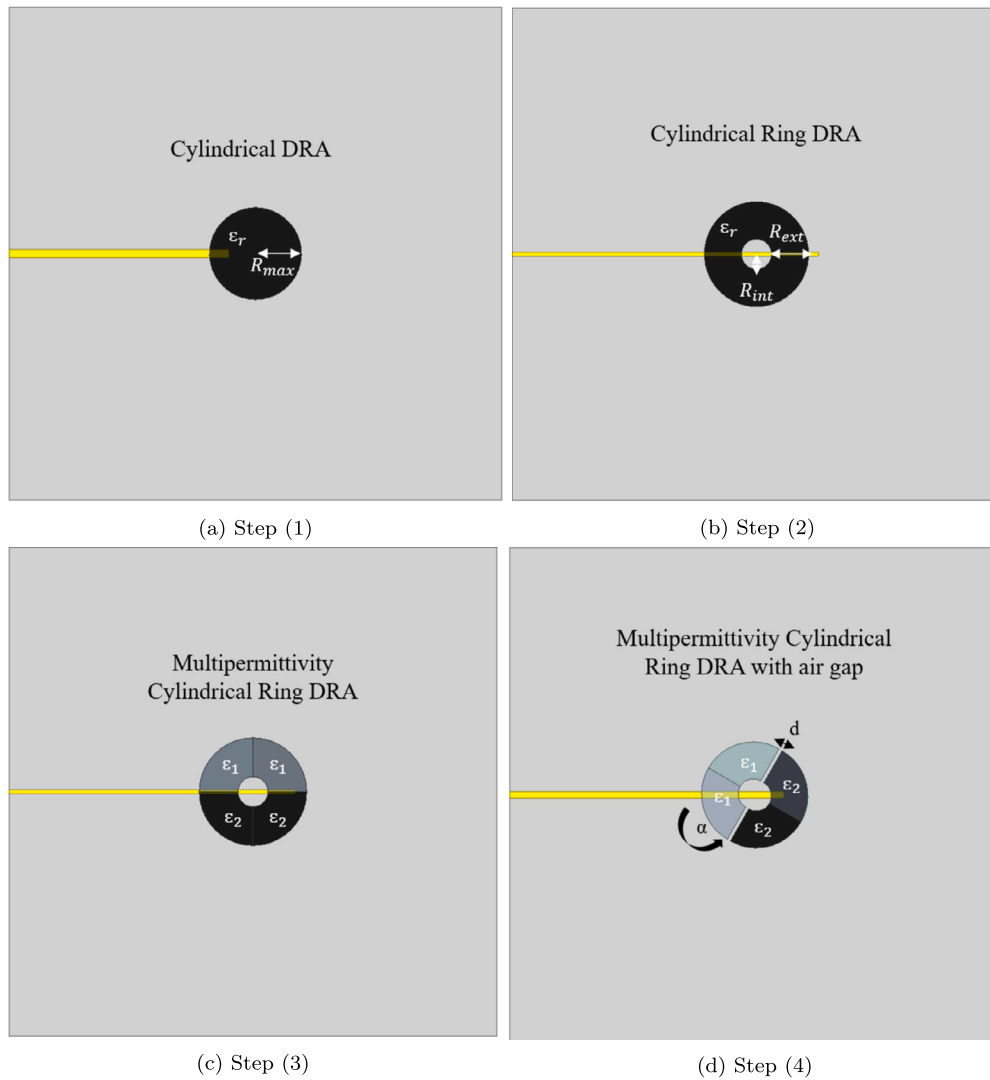 Cylindrical DRA
εr
Rmax
(a) Step (1)
Cylindrical Ring DRA
εr
Rext
Rint
(b) Step (2)
Multipermittivity
Cylindrical Ring DRA
ε1 ε1
ε2 ε2
(c) Step (3)
Multipermittivity Cylindrical
Ring DRA with air gap
d
ε1
ε2
ε1
α
ε2
(d) Step (4)